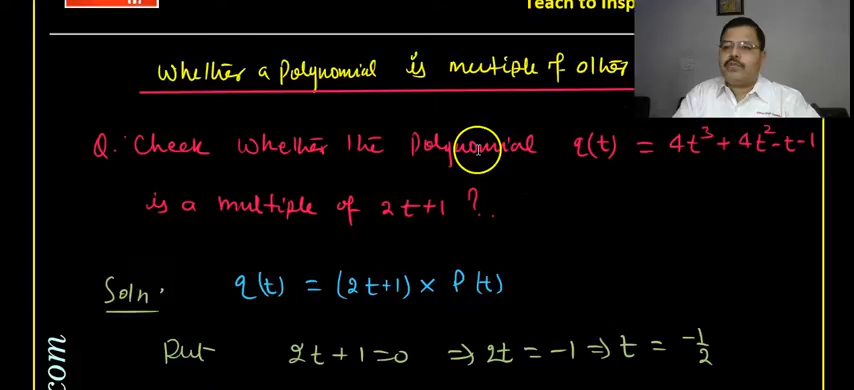 Teach to Inspi
Whether a Polynomial is multiple of other
Q. Check whether the Polynomial q(t) = 4t³ + 4t² - t - 1
is a multiple of 2t+1 ?
Soln. q(t) = (2t+1) × P(t)
Put 2t + 1 = 0 ⇒ 2t = -1 ⇒ t = -1/2
com